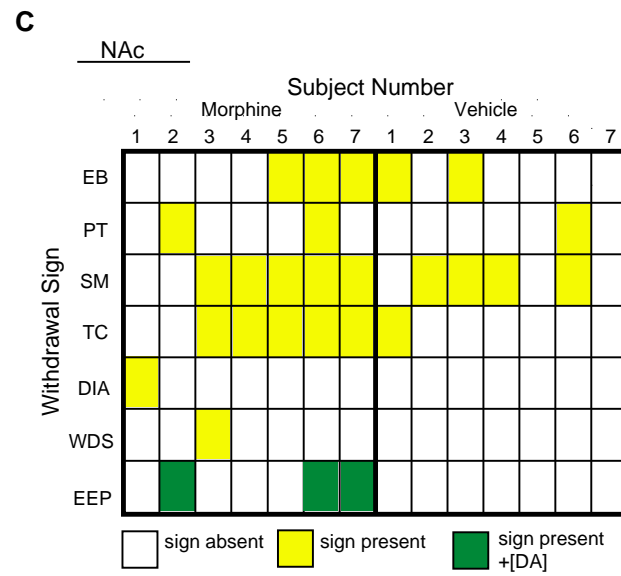 C
NAc
Subject Number
Morphine Vehicle
1 2 3 4 5 6 7 1 2 3 4 5 6 7
Withdrawal Sign
EB
PT
SM
TC
DIA
WDS
EEP
sign absent sign present sign present
+[DA]